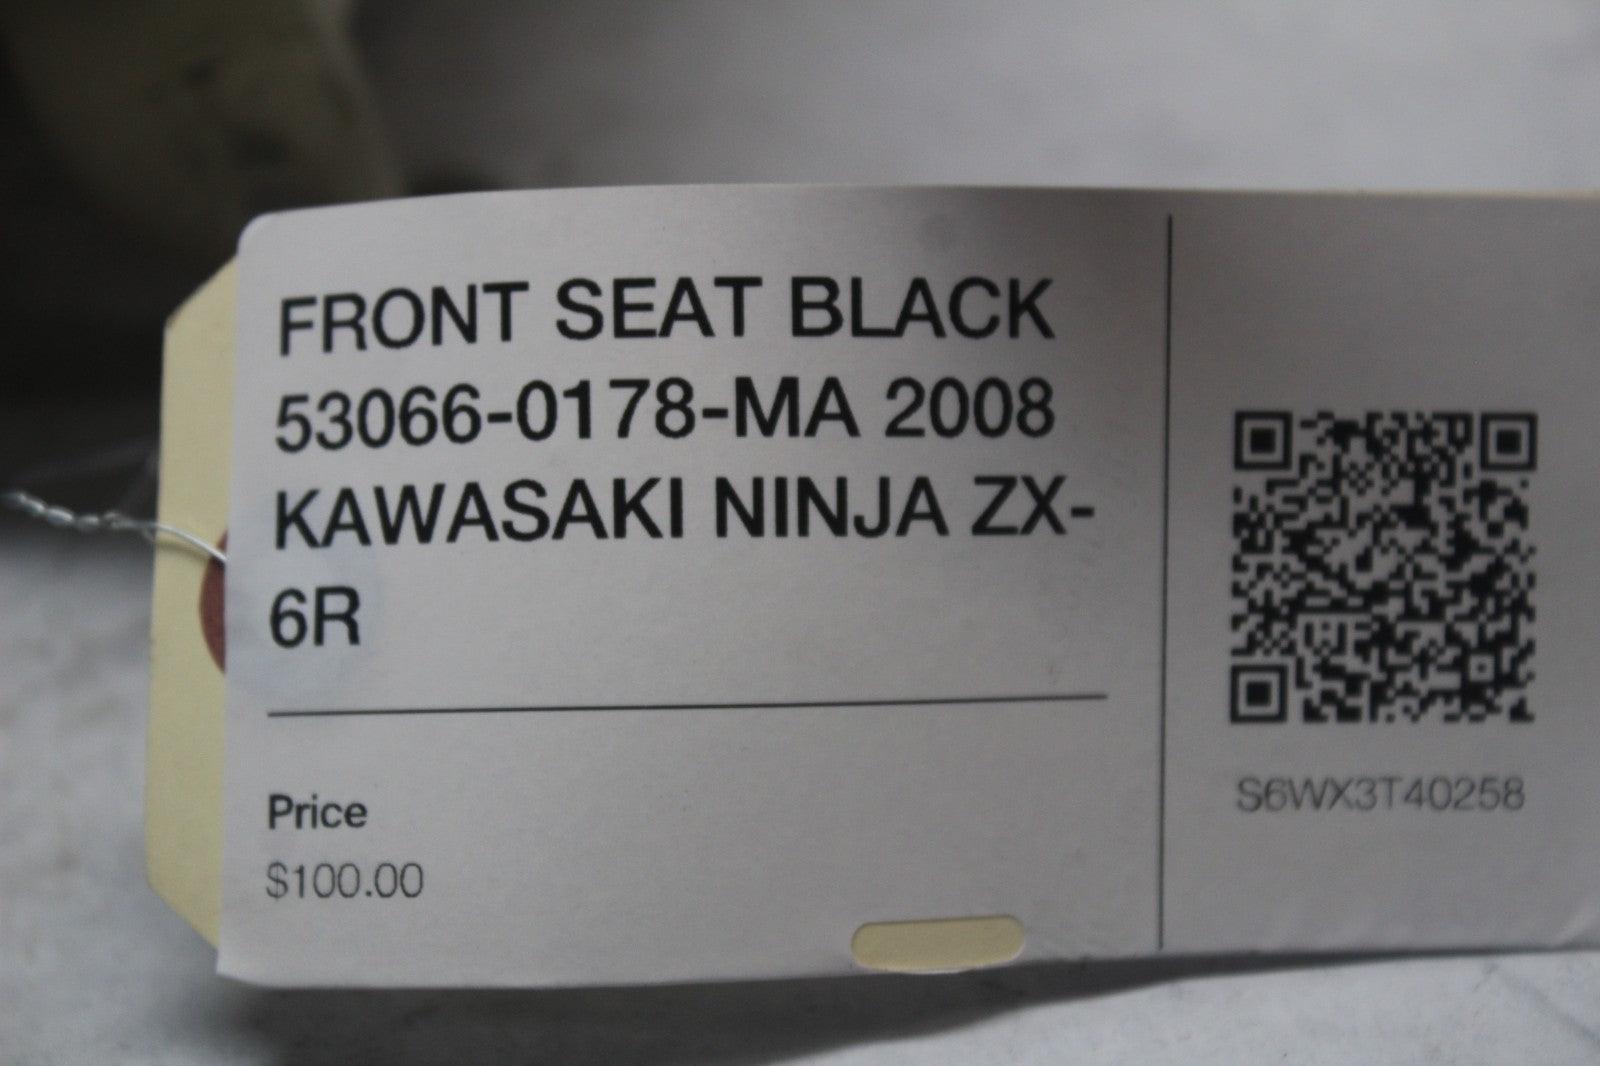 FRONT SEAT BLACK
53066-0178-MA 2008
KAWASAKI NINJA ZX-
6R
Price
$100.00
S6WX3T40258